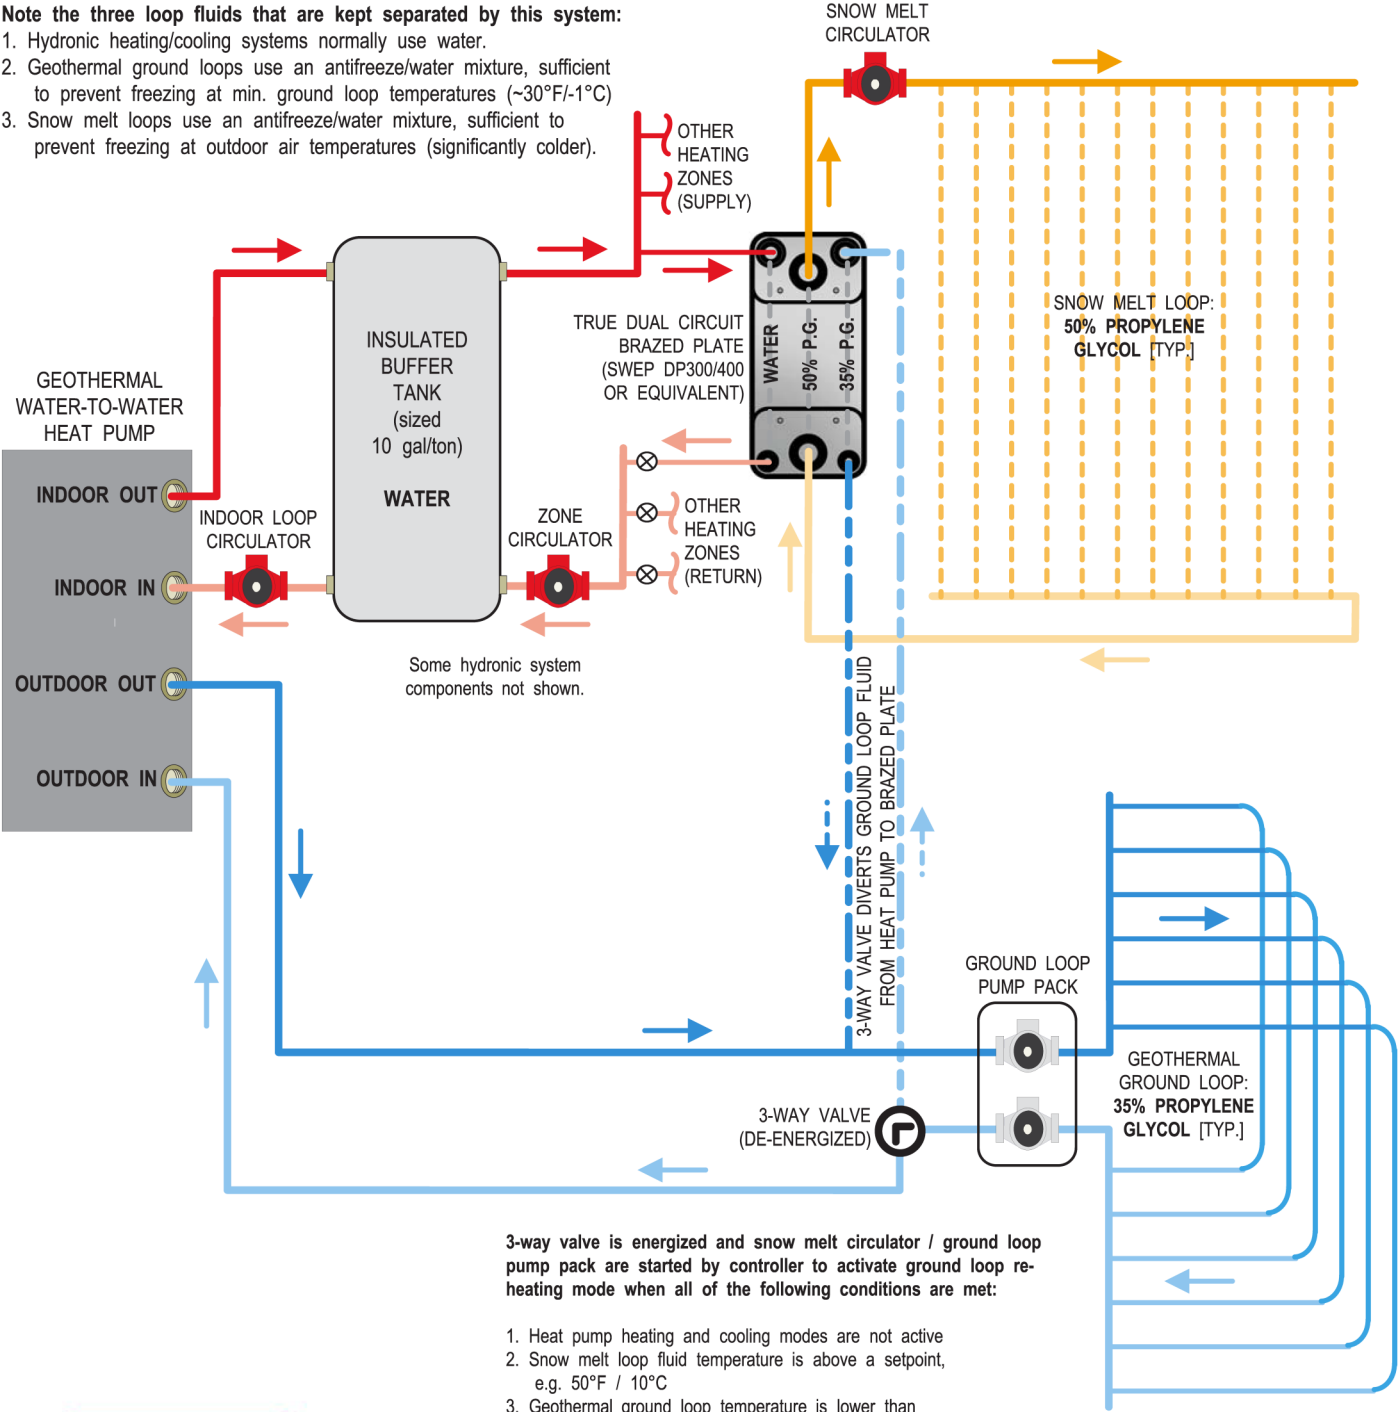 Note the three loop fluids that are kept separated by this system:
1. Hydronic heating/cooling systems normally use water.
2. Geothermal ground loops use an antifreeze/water mixture, sufficient
to prevent freezing at min. ground loop temperatures (~30°F/-1°C)
3. Snow melt loops use an antifreeze/water mixture, sufficient to
prevent freezing at outdoor air temperatures (significantly colder).
SNOW MELT
CIRCULATOR
OTHER
HEATING
ZONES
(SUPPLY)
TRUE DUAL CIRCUIT
BRAZED PLATE
(SWEP DP300/400
OR EQUIVALENT)
WATER
50% P.G.
35% P.G.
SNOW MELT LOOP:
50% PROPYLENE
GLYCOL [TYP.]
INSULATED
BUFFER
TANK
(sized
10 gal/ton)
WATER
GEOTHERMAL
WATER-TO-WATER
HEAT PUMP
INDOOR OUT
INDOOR IN
OUTDOOR OUT
OUTDOOR IN
INDOOR LOOP
CIRCULATOR
ZONE
CIRCULATOR
OTHER
HEATING
ZONES
(RETURN)
Some hydronic system
components not shown.
3-WAY VALVE DIVERTS GROUND LOOP FLUID
FROM HEAT PUMP TO BRAZED PLATE
GROUND LOOP
PUMP PACK
GEOTHERMAL
GROUND LOOP:
35% PROPYLENE
GLYCOL [TYP.]
3-WAY VALVE
(DE-ENERGIZED)
3-way valve is energized and snow melt circulator / ground loop
pump pack are started by controller to activate ground loop re-
heating mode when all of the following conditions are met:
1. Heat pump heating and cooling modes are not active
2. Snow melt loop fluid temperature is above a setpoint,
e.g. 50°F / 10°C
3. Geothermal ground loop temperature is lower than